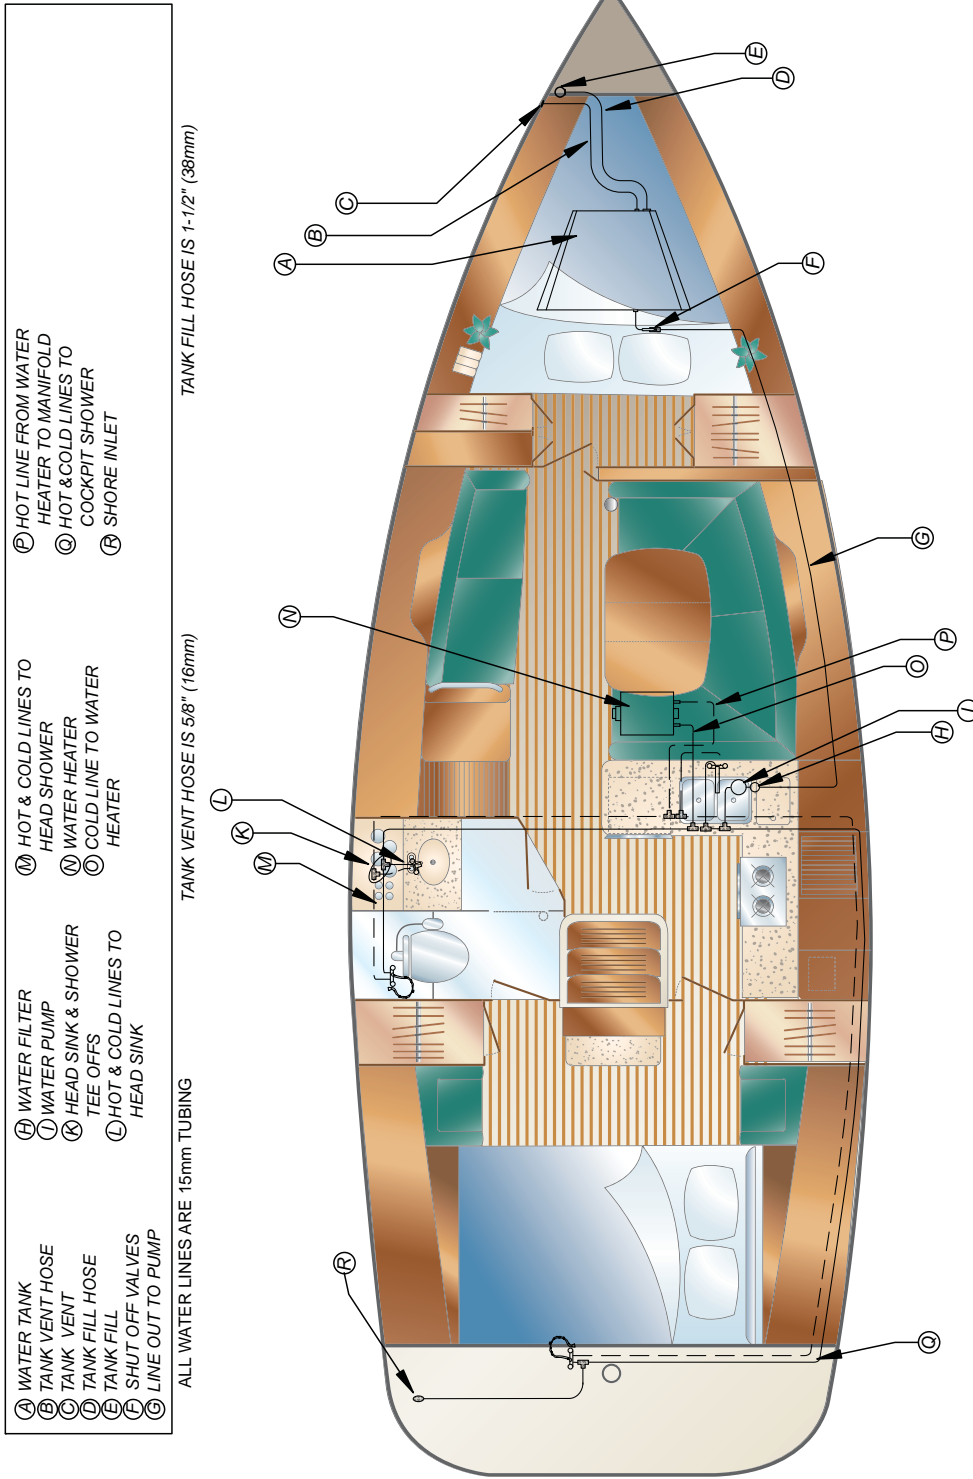 Ⓐ WATER TANK
Ⓑ TANK VENT HOSE
Ⓒ TANK VENT
Ⓓ TANK FILL HOSE
Ⓔ TANK FILL
Ⓕ SHUT OFF VALVES
Ⓖ LINE OUT TO PUMP
Ⓗ WATER FILTER
Ⓘ WATER PUMP
Ⓚ HEAD SINK & SHOWER
TEE OFFS
Ⓛ HOT & COLD LINES TO
HEAD SINK
Ⓜ HOT & COLD LINES TO
HEAD SHOWER
Ⓝ WATER HEATER
Ⓞ COLD LINE TO WATER
HEATER
Ⓟ HOT LINE FROM WATER
HEATER TO MANIFOLD
Ⓠ HOT &COLD LINES TO
COCKPIT SHOWER
Ⓡ SHORE INLET
ALL WATER LINES ARE 15mm TUBING
TANK VENT HOSE IS 5/8" (16mm)
TANK FILL HOSE IS 1-1/2" (38mm)
Ⓡ
Ⓜ
Ⓚ
Ⓛ
Ⓝ
Ⓐ
Ⓑ
Ⓒ
Ⓔ
Ⓓ
Ⓕ
Ⓖ
Ⓟ
Ⓞ
Ⓘ
Ⓗ
Ⓠ